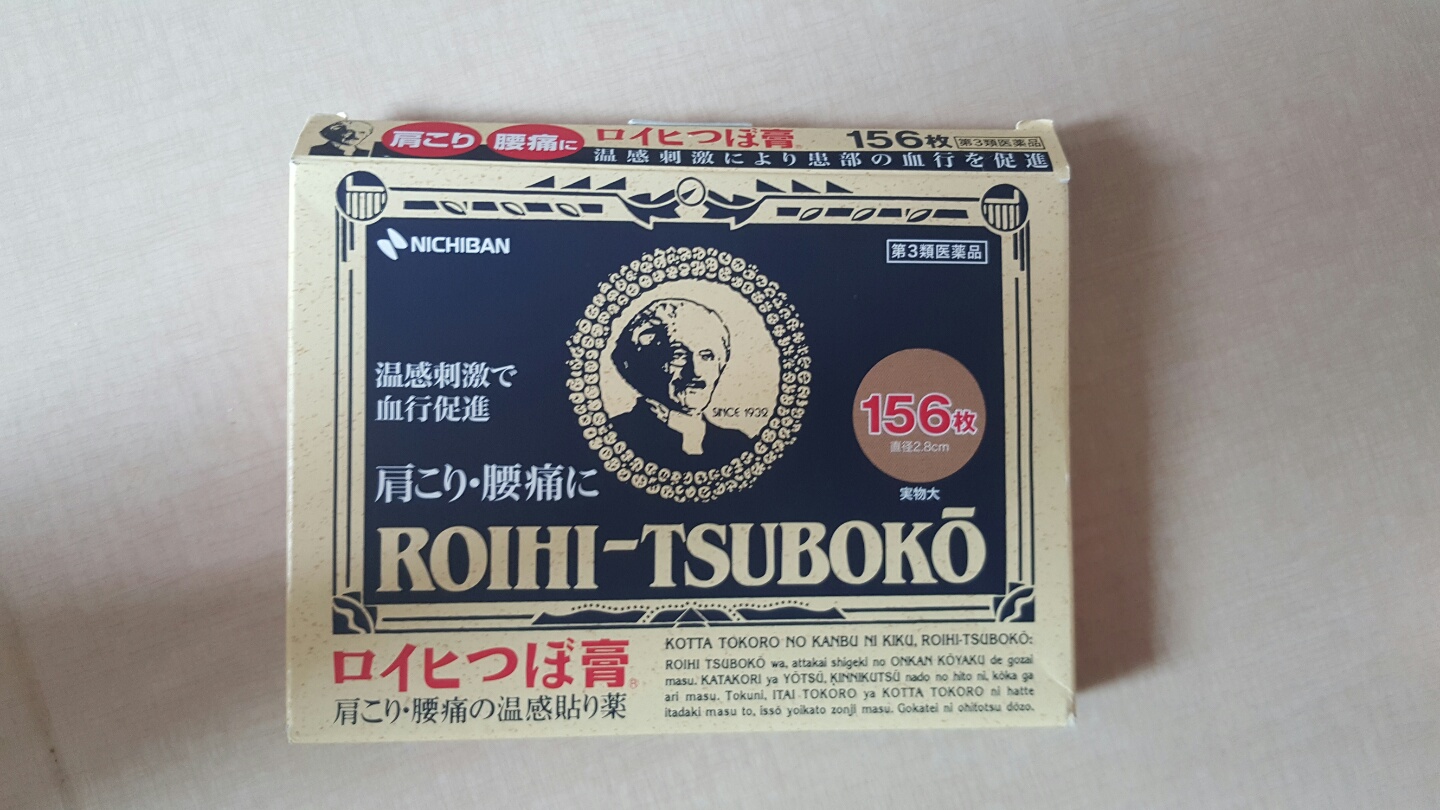 肩こり 腰痛に ロイヒつぼ膏® 156枚 第3類医薬品
温感刺激により患部の血行を促進
NICHIBAN
第3類医薬品
温感刺激で
血行促進
肩こり・腰痛に
SINCE 1932
156枚
直径2.8cm
実物大
ROIHI-TSUBOKŌ
ロイヒつぼ膏®
肩こり・腰痛の温感貼り薬
KOTTA TOKORO NO KANBU NI KIKU, ROIHI-TSUBOKŌ:
ROIHI TSUBOKŌ wa, attakai shigeki no ONKAN KŌYAKU de gozai
masu. KATAKORI ya YŌTSŪ, KINNIKUTSŪ nado no hito ni, kōka ga
ari masu. Tokuni, ITAI TOKORO ya KOTTA TOKORO ni hatte
itadaki masu to, issō yoikato zonji masu. Gokatei ni ohitotsu dōzo.